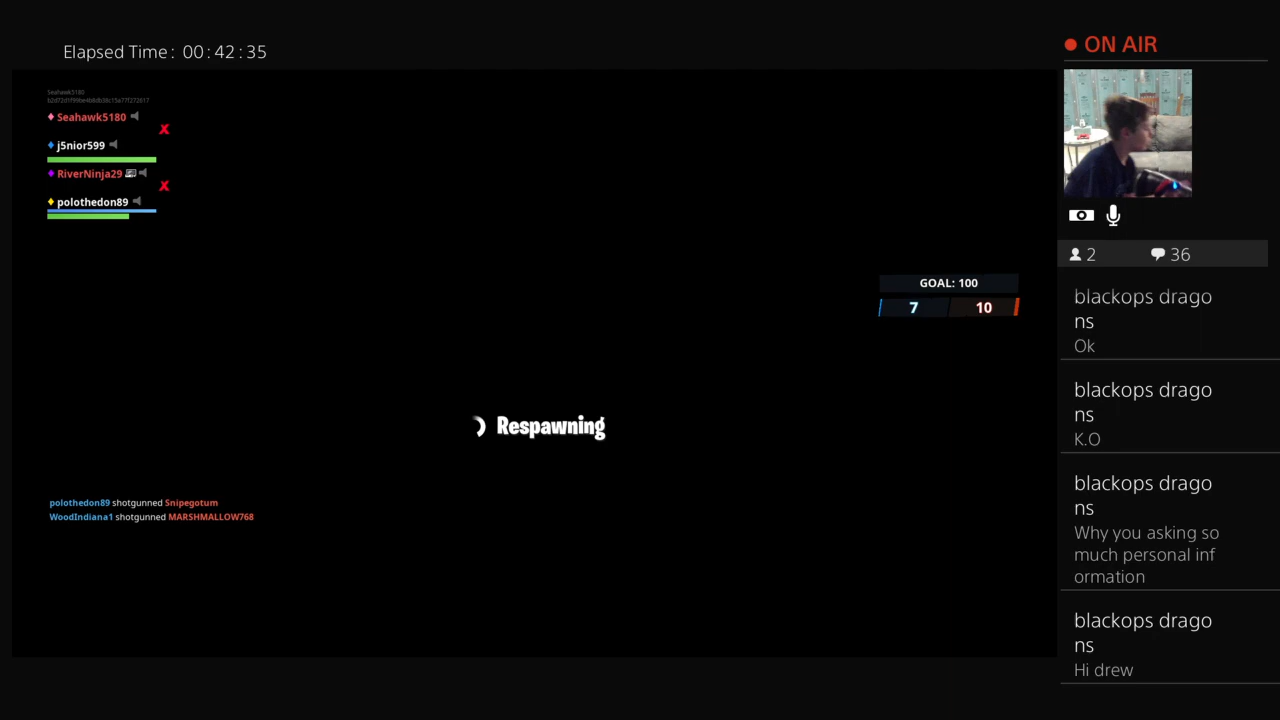 Elapsed Time: 00:42:35
ON AIR
Seahawk5180
Seahawk5180
X
j5nior599
RiverNinja29
X
polothedon89
2
36
GOAL: 100
7
10
blackops drago
ns
Ok
blackops drago
ns
K.O
blackops drago
ns
Why you asking so
much personal inf
ormation
blackops drago
ns
Hi drew
Respawning
polothedon89 shotgunned Snipegotum
WoodIndiana1 shotgunned MARSHMALLOW768